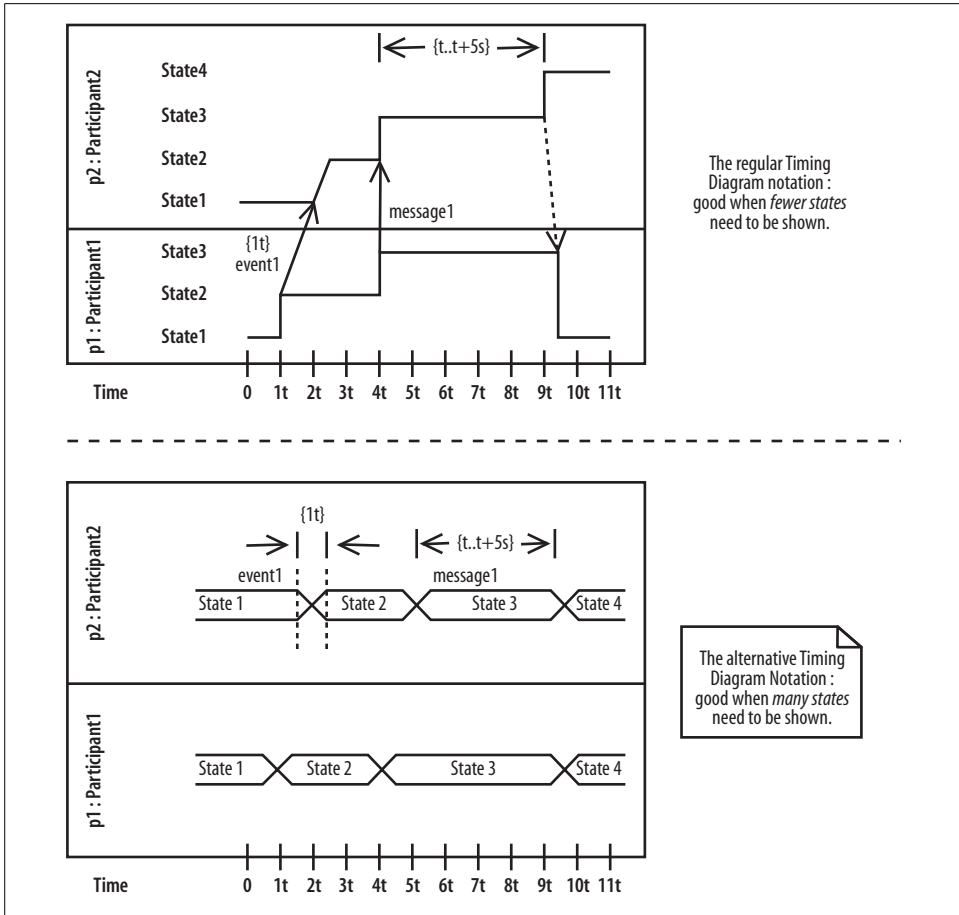 {t..t+5s}
p2 : Participant2
State4
State3
State2
State1
message1
{1t}
event1
p1 : Participant1
State3
State2
State1
Time 0 1t 2t 3t 4t 5t 6t 7t 8t 9t 10t 11t
The regular Timing
Diagram notation :
good when fewer states
need to be shown.
p2 : Participant2
{1t}
{t..t+5s}
event1 message1
State 1 State 2 State 3 State 4
p1 : Participant1
State 1 State 2 State 3 State 4
Time 0 1t 2t 3t 4t 5t 6t 7t 8t 9t 10t 11t
The alternative Timing
Diagram Notation :
good when many states
need to be shown.